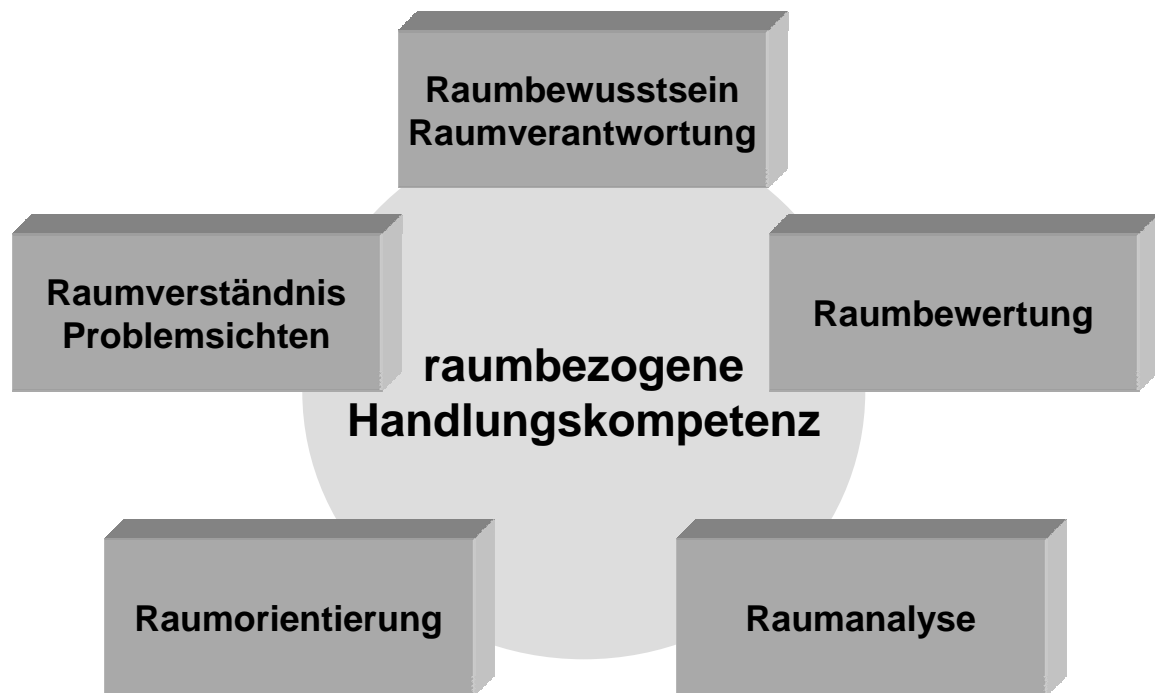 Raumbewusstsein
Raumverantwortung
Raumverständnis
Problemsichten
Raumbewertung
raumbezogene
Handlungskompetenz
Raumorientierung
Raumanalyse